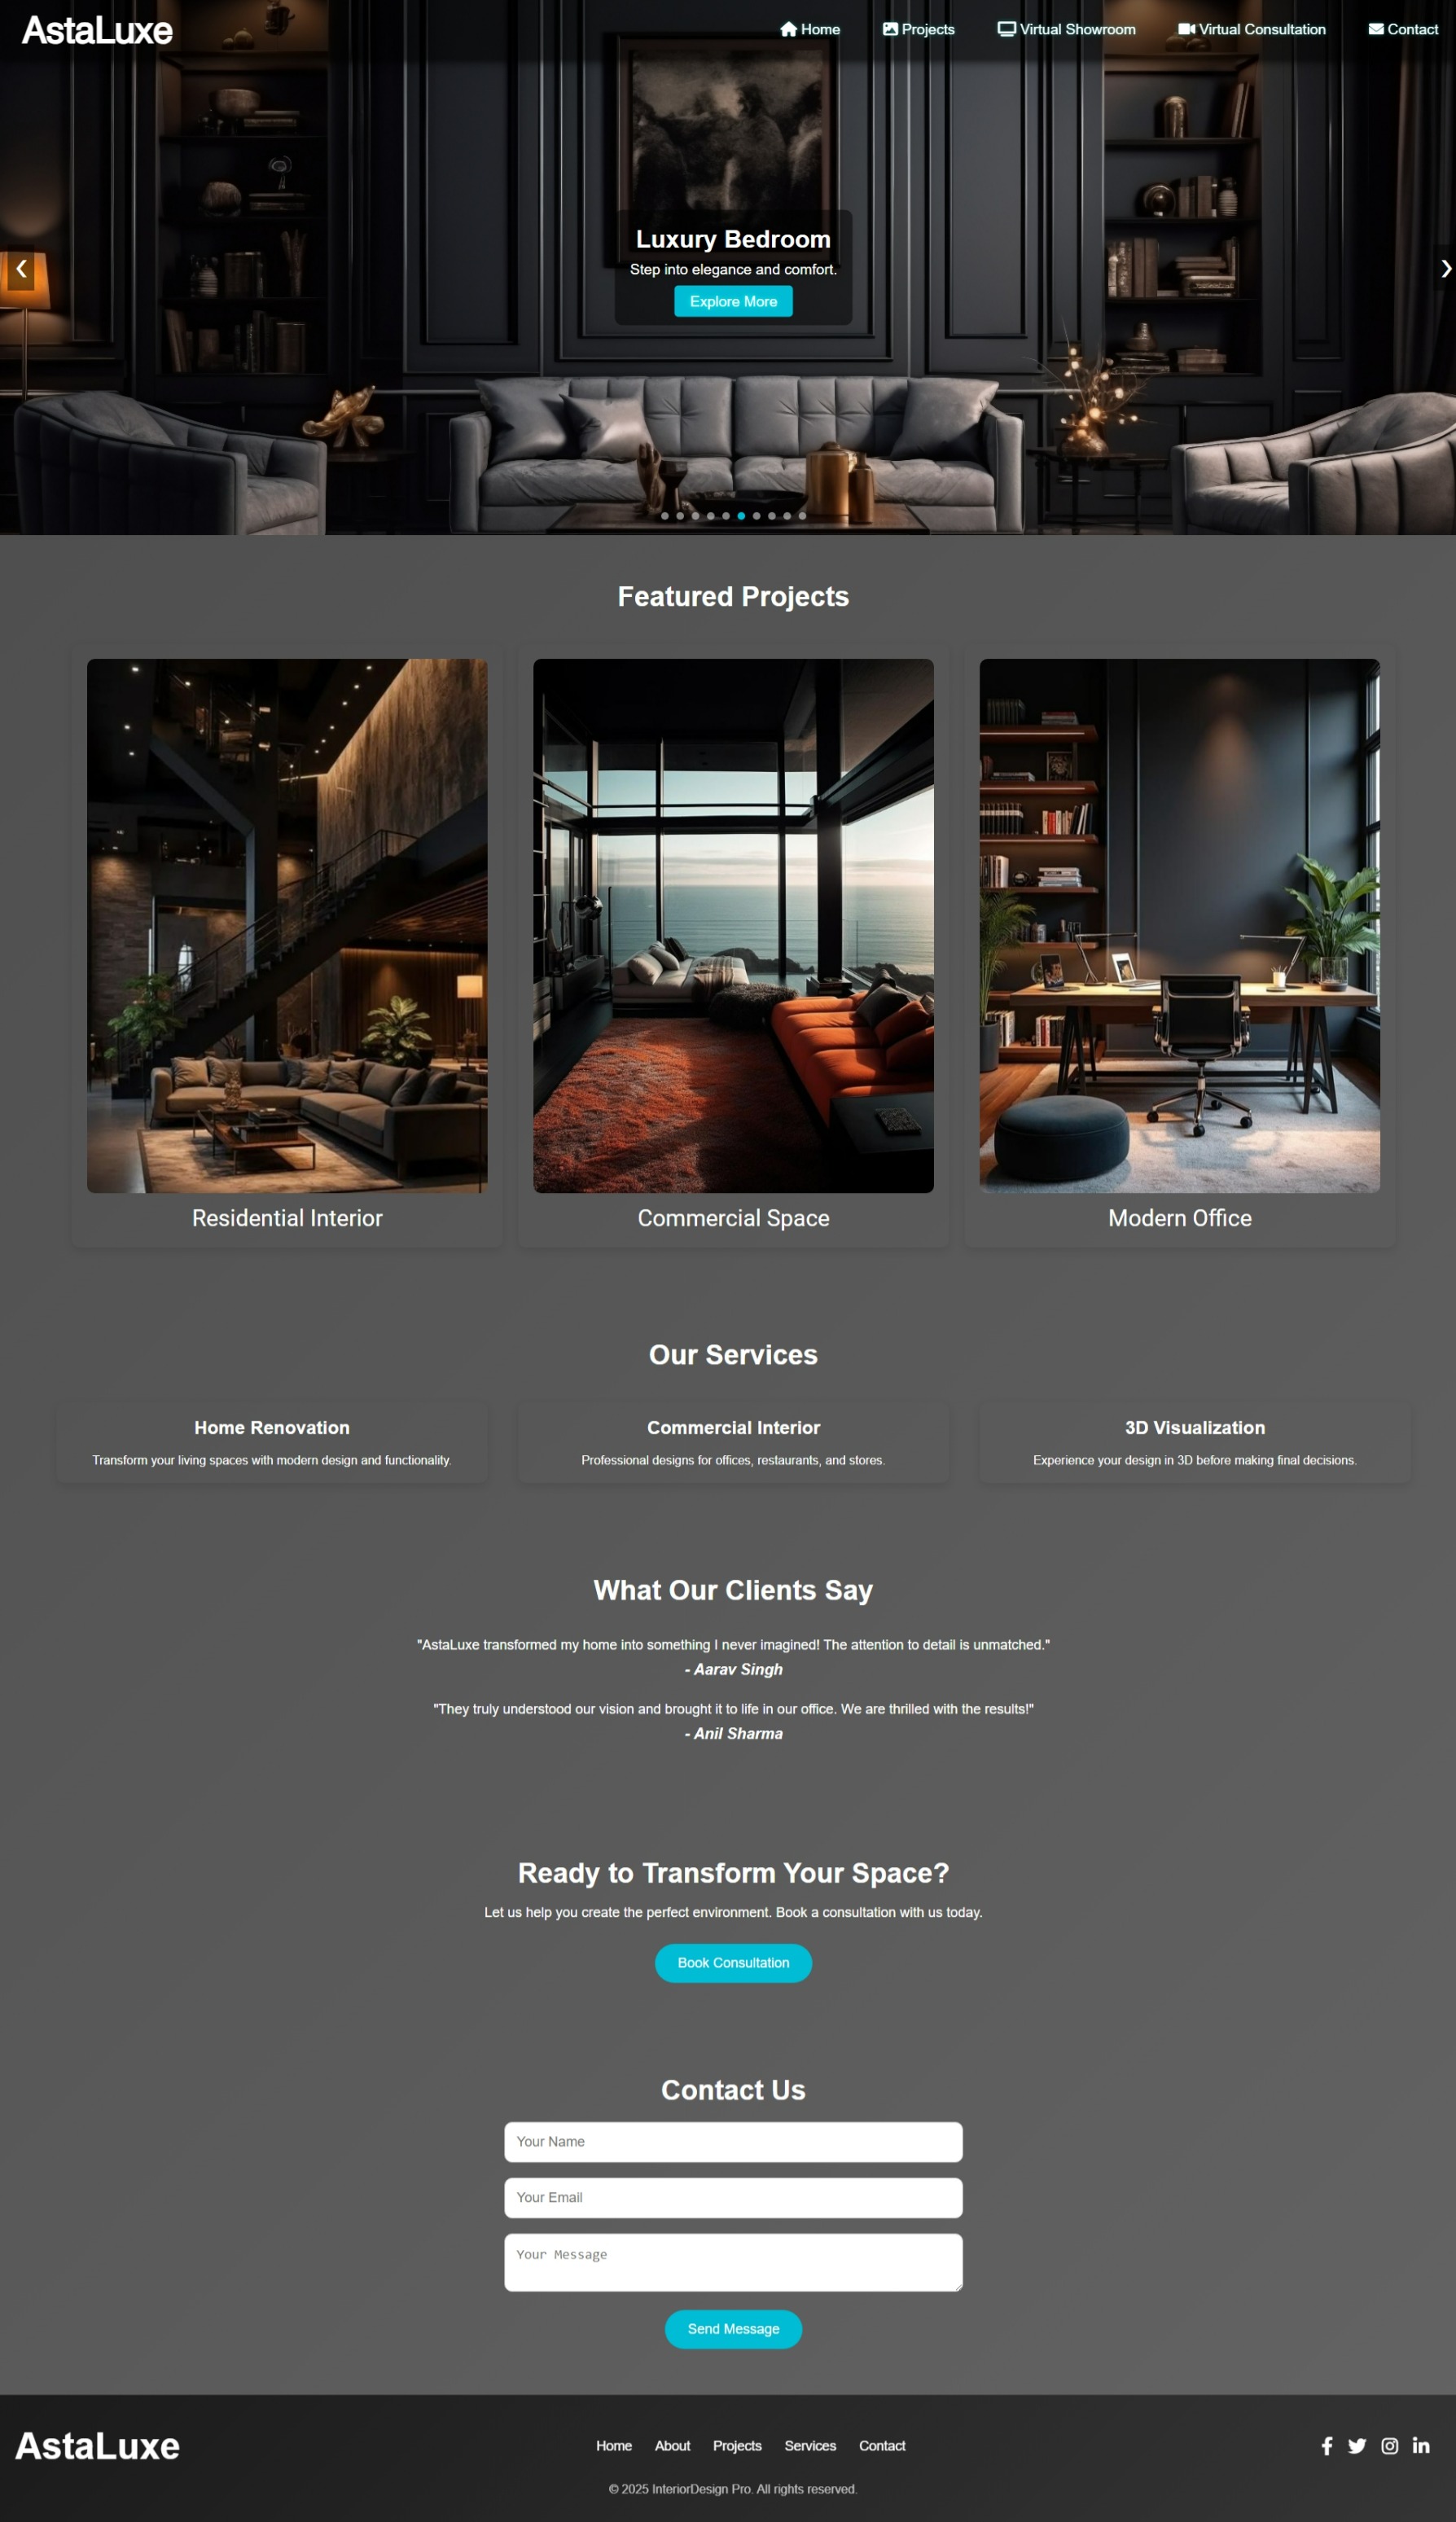 AstaLuxe
Home
Projects
Virtual Showroom
Virtual Consultation
Contact
Luxury Bedroom
Step into elegance and comfort.
Explore More
❮
❯
Featured Projects
Residential Interior
Commercial Space
Modern Office
Our Services
Home Renovation
Transform your living spaces with modern design and functionality.
Commercial Interior
Professional designs for offices, restaurants, and stores.
3D Visualization
Experience your design in 3D before making final decisions.
What Our Clients Say
"AstaLuxe transformed my home into something I never imagined! The attention to detail is unmatched."
- Aarav Singh
"They truly understood our vision and brought it to life in our office. We are thrilled with the results!"
- Anil Sharma
Ready to Transform Your Space?
Let us help you create the perfect environment. Book a consultation with us today.
Book Consultation
Contact Us
Your Name
Your Email
Your Message
Send Message
AstaLuxe
Home
About
Projects
Services
Contact
© 2025 InteriorDesign Pro. All rights reserved.